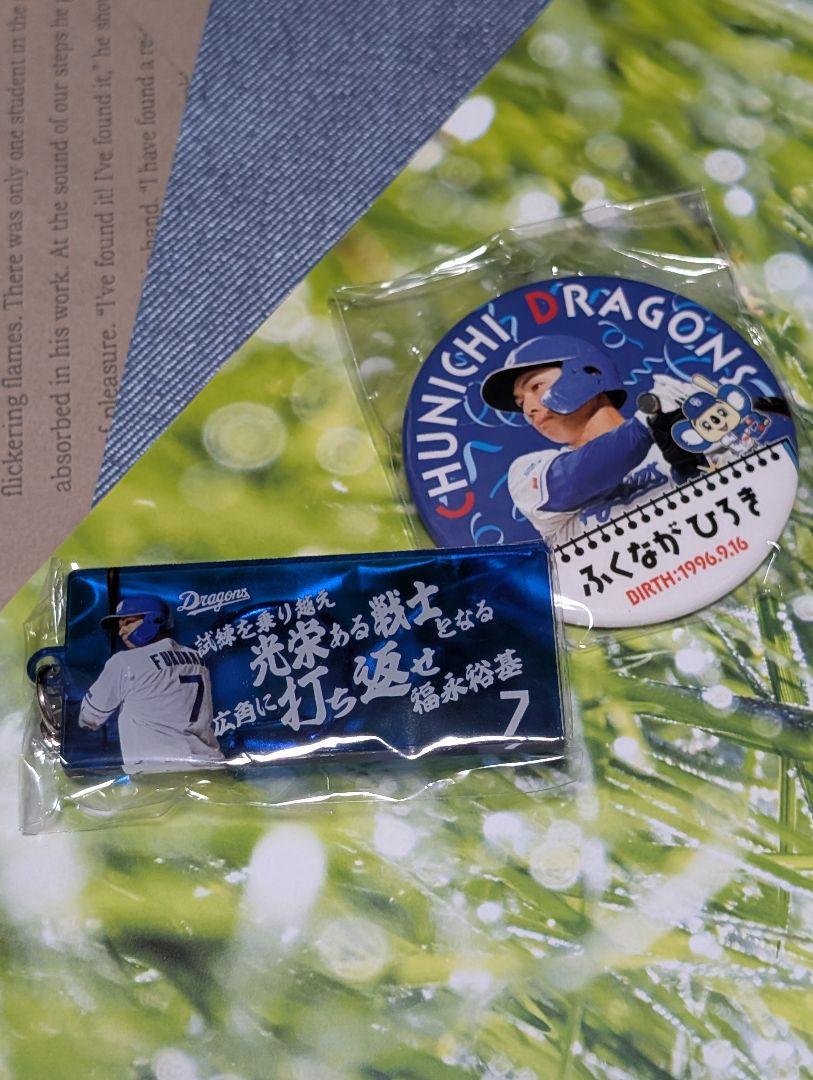 flickering flames. There was only one student in the
absorbed in his work. At the sound of our steps he
of pleasure. "I've found it! I've found it," he sho
hand. "I have found a re-
CHUNICHI DRAGONS
ふくなが ひろき
BIRTH:1996.9.16
Dragons
試練を乗り越え
光栄ある戦士となる
広角に打ち返せ
福永裕基
7
7